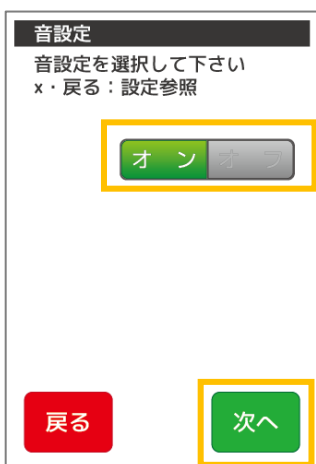 音設定
音設定を選択して下さい
x・戻る：設定参照
オン オフ
戻る 次へ